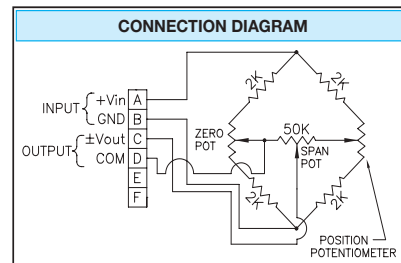 CONNECTION DIAGRAM
INPUT
+Vin A
GND B
OUTPUT
±Vout C
COM D
E
F
2K
2K
ZERO
POT
50K
SPAN
POT
2K
2K
POSITION
POTENTIOMETER